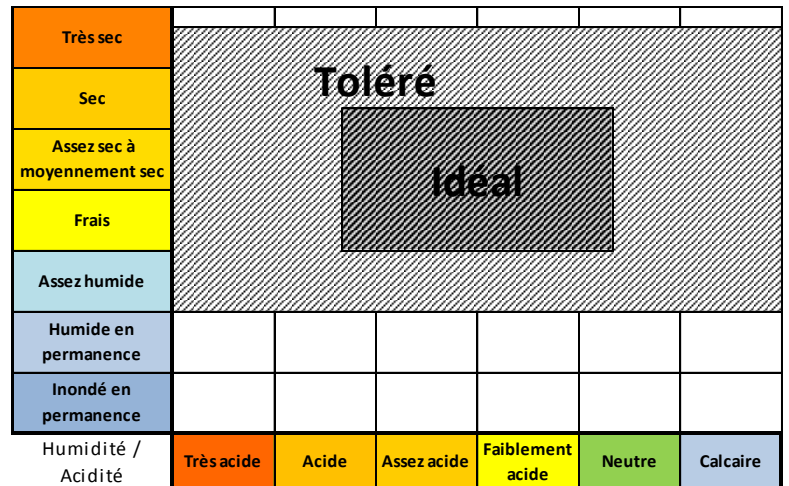 Très sec
Toléré
Sec
Assez sec à
moyennement sec
Idéal
Frais
Assez humide
Humide en
permanence
Inondé en
permanence
Humidité /
Acidité
Très acide
Acide
Assez acide
Faiblement
acide
Neutre
Calcaire